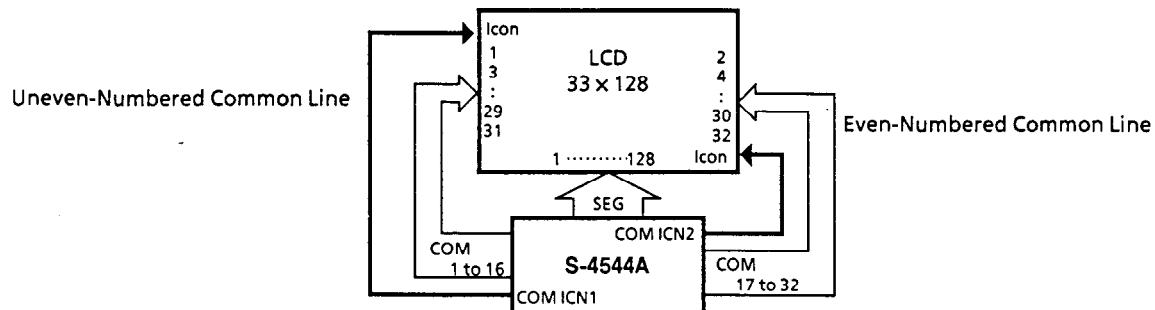 Icon
1
3
:
29
31
LCD
33 × 128
2
4
:
30
32
Icon
1 ·········· 128
Uneven-Numbered Common Line
Even-Numbered Common Line
SEG
COM ICN2
S-4544A
COM
1 to 16
COM ICN1
COM
17 to 32